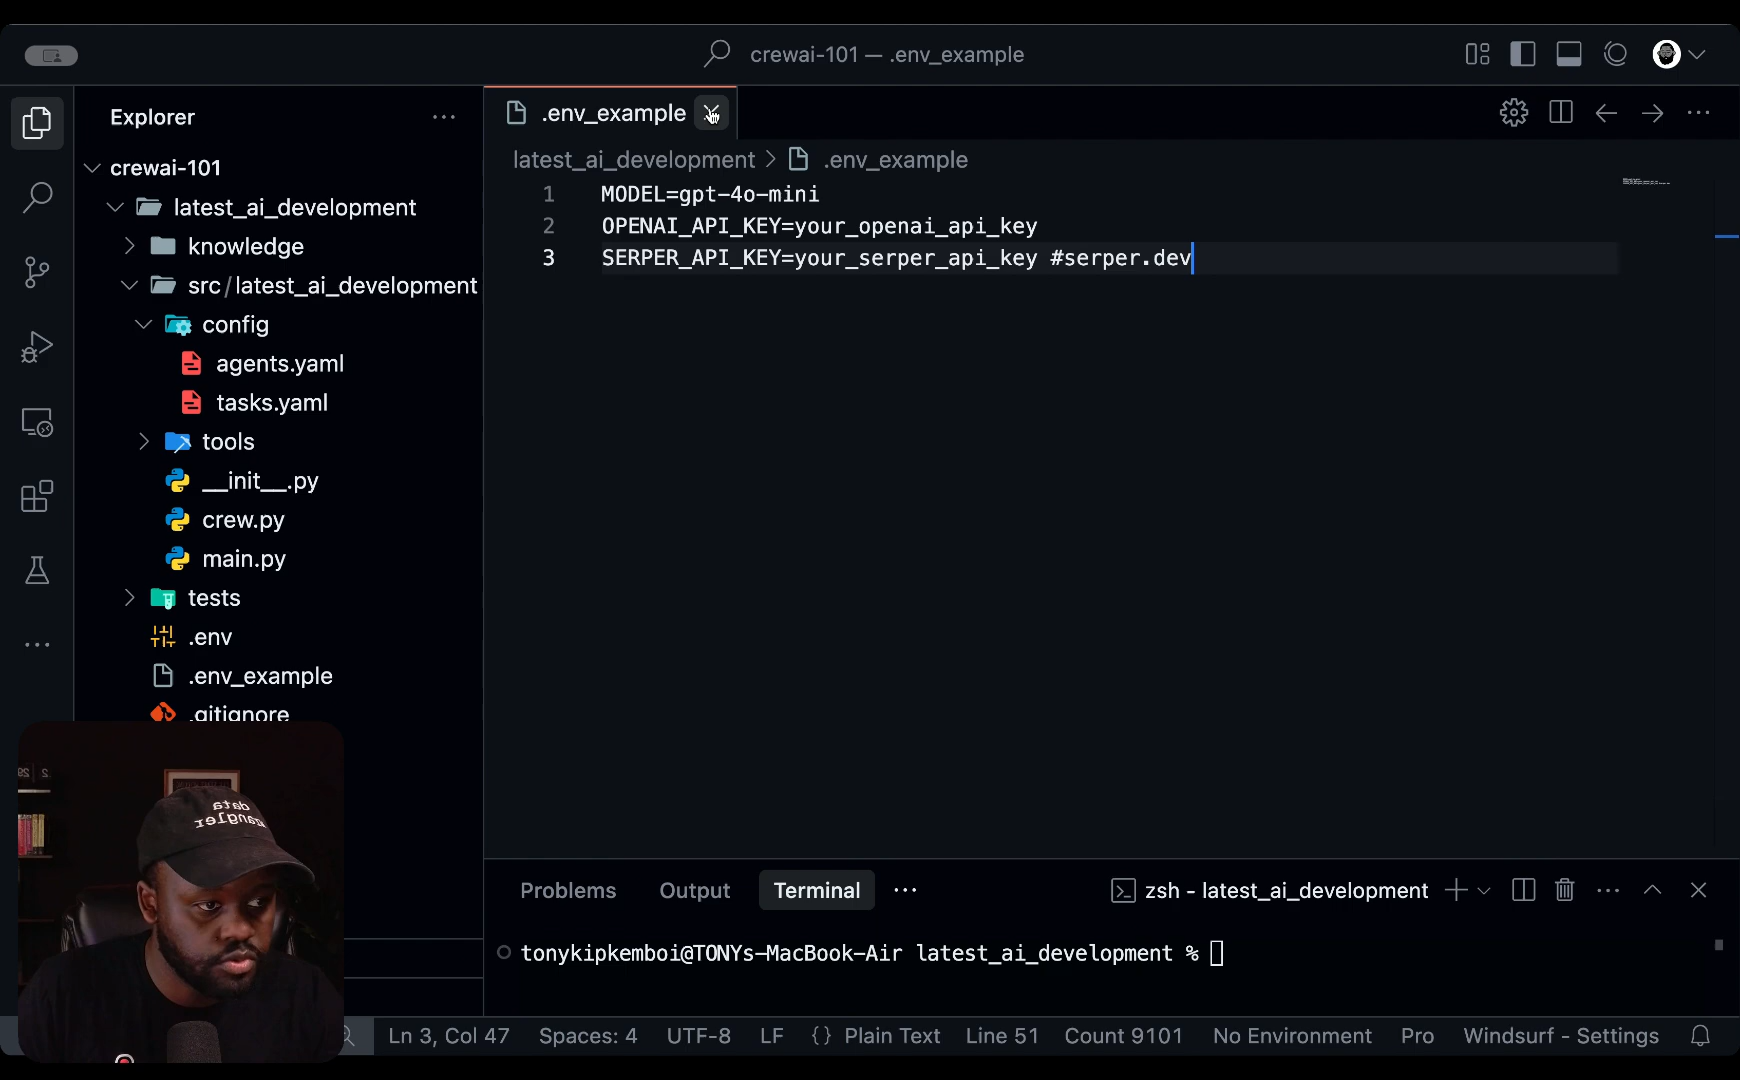 crewai-101 — .env_example
Explorer
.env_example
crewai-101
latest_ai_development
knowledge
src/latest_ai_development
config
agents.yaml
tasks.yaml
tools
__init__.py
crew.py
main.py
tests
.env
.env_example
.gitignore
latest_ai_development > .env_example
1 MODEL=gpt-4o-mini
2 OPENAI_API_KEY=your_openai_api_key
3 SERPER_API_KEY=your_serper_api_key #serper.dev
Problems Output Terminal zsh - latest_ai_development
tonykipkemboi@TONYs-MacBook-Air latest_ai_development %
data
wrangler
Ln 3, Col 47 Spaces: 4 UTF-8 LF {} Plain Text Line 51 Count 9101 No Environment Pro Windsurf - Settings